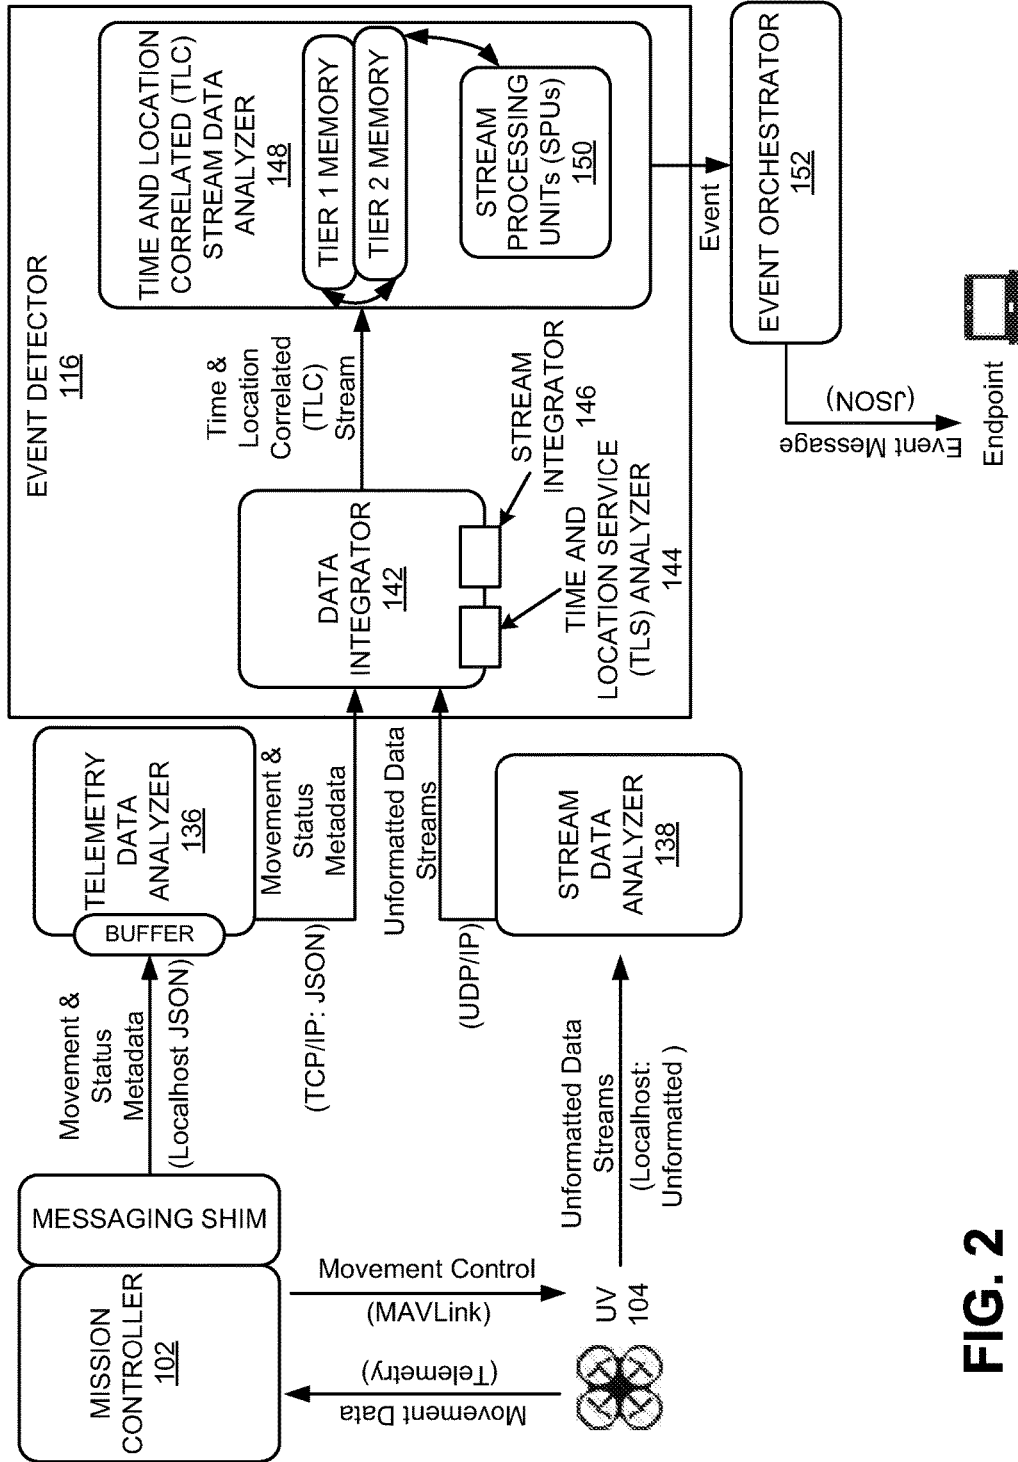 MISSION
CONTROLLER
102
MESSAGING SHIM
Movement &
Status
Metadata
(Localhost JSON)
BUFFER
TELEMETRY
DATA
ANALYZER
136
Movement &
Status
Metadata
(TCP/IP: JSON)
Movement Data
(Telemetry)
Movement Control
(MAVLink)
UV
104
Unformatted Data
Streams
(Localhost:
Unformatted )
STREAM
DATA
ANALYZER
138
Unformatted Data
Streams
(UDP/IP)
EVENT DETECTOR
116
DATA
INTEGRATOR
142
STREAM
INTEGRATOR
146
TIME AND
LOCATION SERVICE
(TLS) ANALYZER
144
Time &
Location
Correlated
(TLC)
Stream
TIME AND LOCATION
CORRELATED (TLC)
STREAM DATA
ANALYZER
148
TIER 1 MEMORY
TIER 2 MEMORY
STREAM
PROCESSING
UNITs (SPUs)
150
Event
EVENT ORCHESTRATOR
152
Event Message
(JSON)
Endpoint
FIG. 2